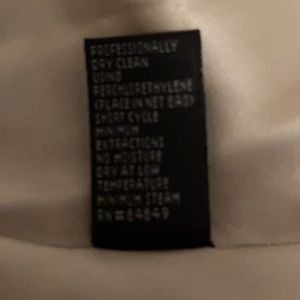 PROFESSIONALLY
DRY CLEAN
USING
PERCHLORETHYLENE
(PLACE IN NET BAG)
SHORT CYCLE
MINIMUM
EXTRACTIONS
NO MOISTURE
DRY AT LOW
TEMPERATURE
MINIMUM STEAM
RN=84849